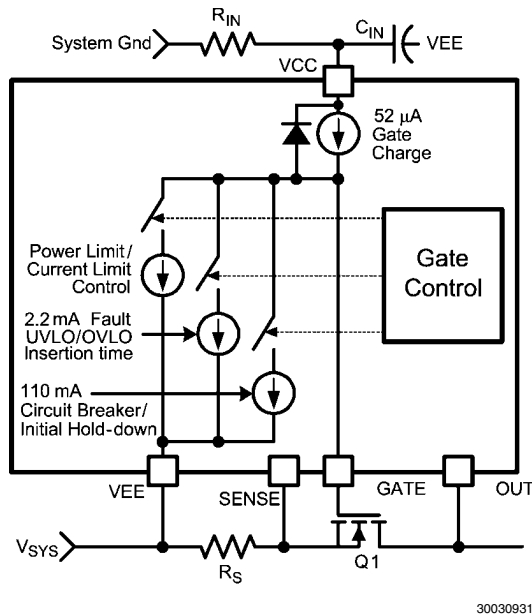 System Gnd
R_IN
C_IN
VEE
VCC
52 μA
Gate
Charge
Power Limit/
Current Limit
Control
2.2mA Fault
UVLO/OVLO
Insertion time
110 mA
Circuit Breaker/
Initial Hold-down
Gate
Control
VEE
SENSE
GATE
OUT
V_SYS
R_S
Q1
30030931